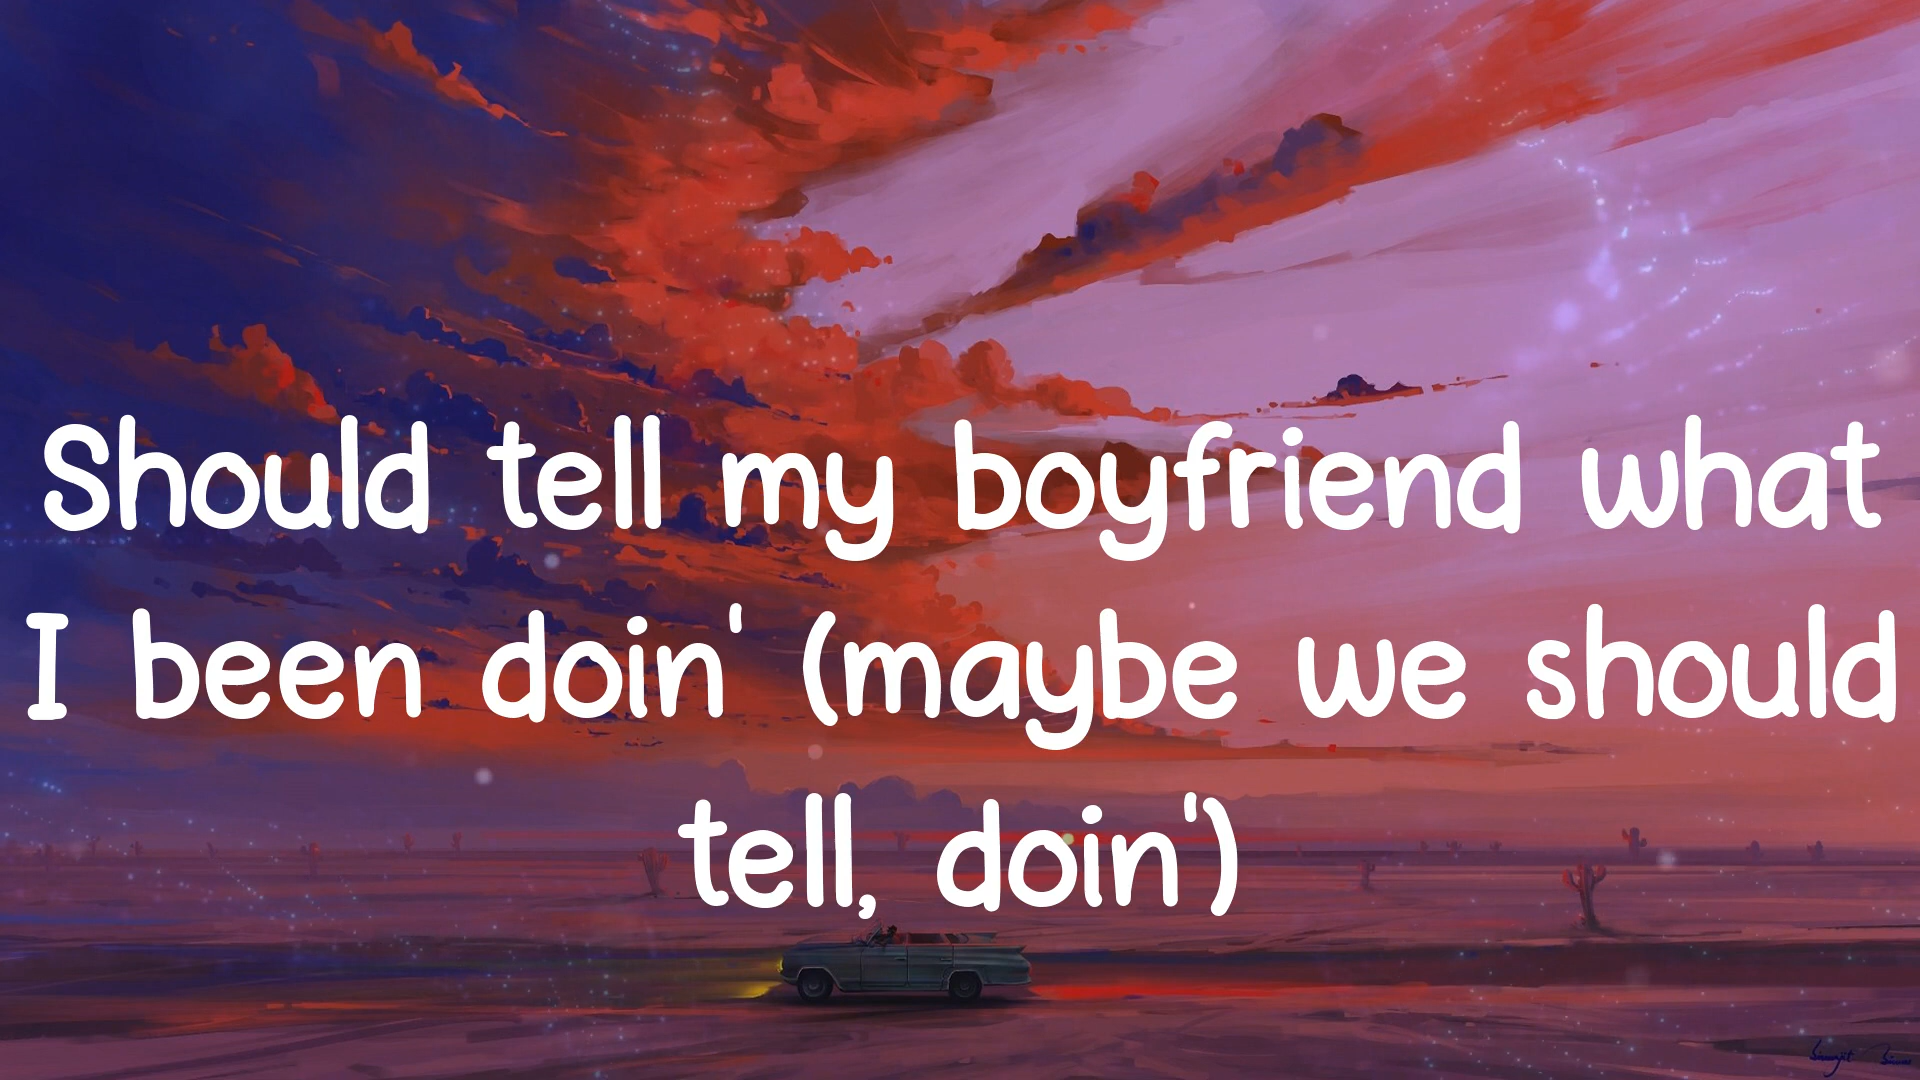 Should tell my boyfriend what
I been doin' (maybe we should
tell, doin')